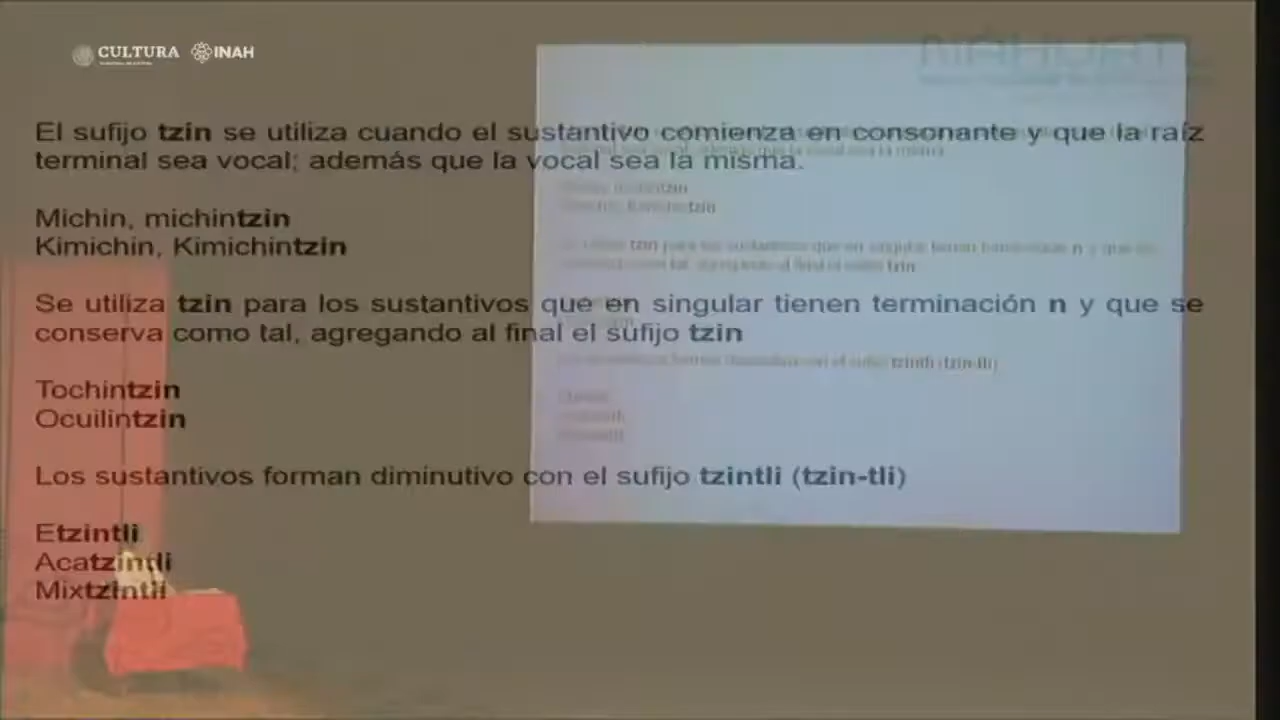 CULTURA INAH
NÁHUATL
El sufijo tzin se utiliza cuando el sustantivo comienza en consonante y que la raíz
terminal sea vocal; además que la vocal sea la misma.
Michin, michintzin
Kimichin, Kimichintzin
Se utiliza tzin para los sustantivos que en singular tienen terminación n y que se
conserva como tal, agregando al final el sufijo tzin
Tochintzin
Ocuilintzin
Los sustantivos forman diminutivo con el sufijo tzintli (tzin-tli)
Etzintli
Acatzintli
Mixtzintli